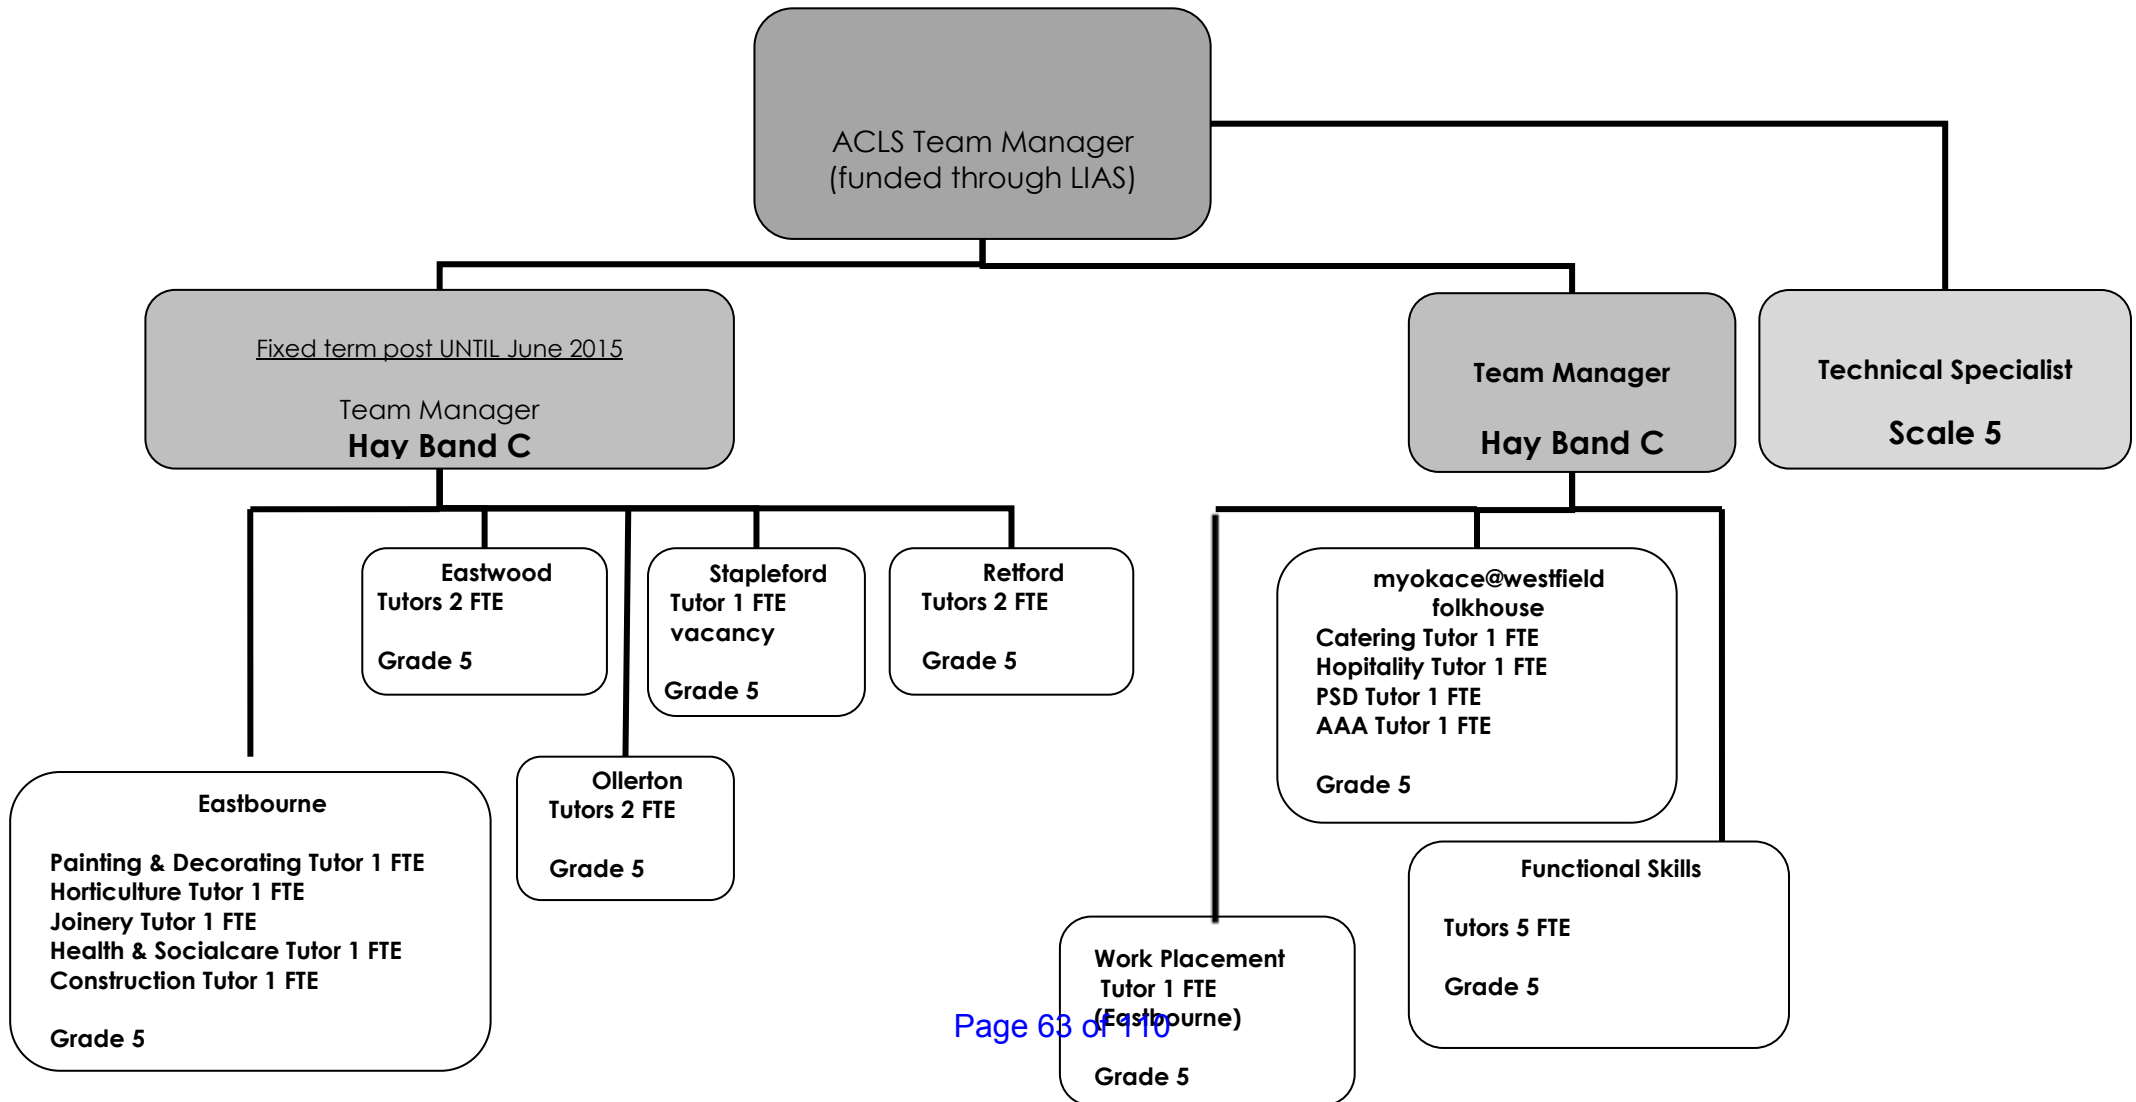 ACLS Team Manager
(funded through LIAS)
Fixed term post UNTIL June 2015
Team Manager
Hay Band C
Team Manager
Hay Band C
Technical Specialist
Scale 5
Eastwood
Tutors 2 FTE
Grade 5
Stapleford
Tutor 1 FTE
vacancy
Grade 5
Retford
Tutors 2 FTE
Grade 5
myokace@westfield
folkhouse
Catering Tutor 1 FTE
Hopitality Tutor 1 FTE
PSD Tutor 1 FTE
AAA Tutor 1 FTE
Grade 5
Eastbourne
Painting & Decorating Tutor 1 FTE
Horticulture Tutor 1 FTE
Joinery Tutor 1 FTE
Health & Socialcare Tutor 1 FTE
Construction Tutor 1 FTE
Grade 5
Ollerton
Tutors 2 FTE
Grade 5
Functional Skills
Tutors 5 FTE
Grade 5
Work Placement
Tutor 1 FTE
(Eastbourne)
Grade 5
Page 63 of 110